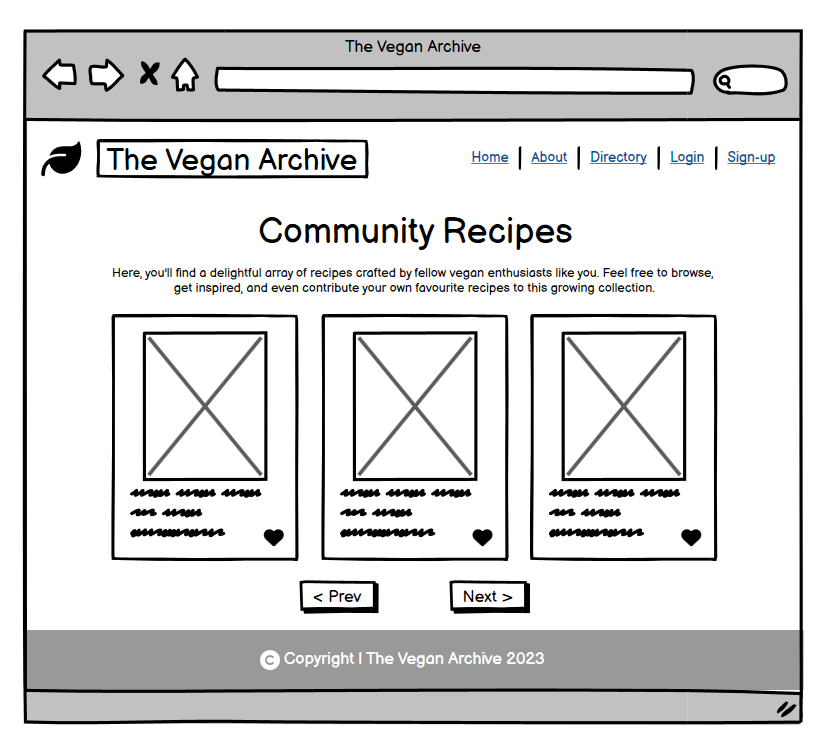 The Vegan Archive
The Vegan Archive
Home | About | Directory | Login | Sign-up
Community Recipes
Here, you'll find a delightful array of recipes crafted by fellow vegan enthusiasts like you. Feel free to browse,
get inspired, and even contribute your own favourite recipes to this growing collection.
< Prev
Next >
© Copyright | The Vegan Archive 2023